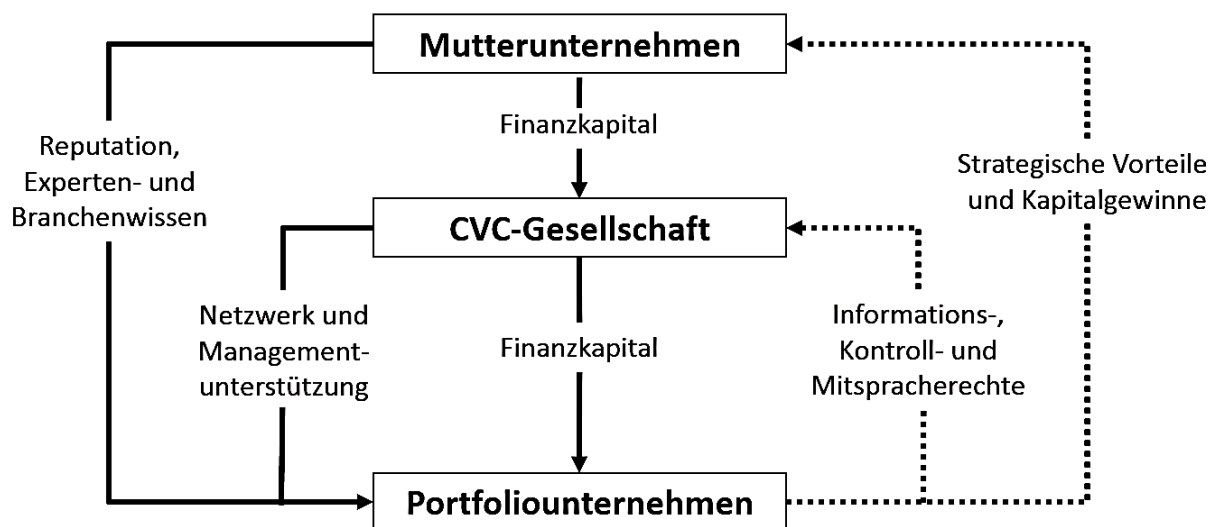 Mutterunternehmen
Finanzkapital
Reputation,
Experten- und
Branchenwissen
Strategische Vorteile
und Kapitalgewinne
CVC-Gesellschaft
Netzwerk und
Management-
unterstützung
Finanzkapital
Informations-,
Kontroll- und
Mitspracherechte
Portfoliounternehmen